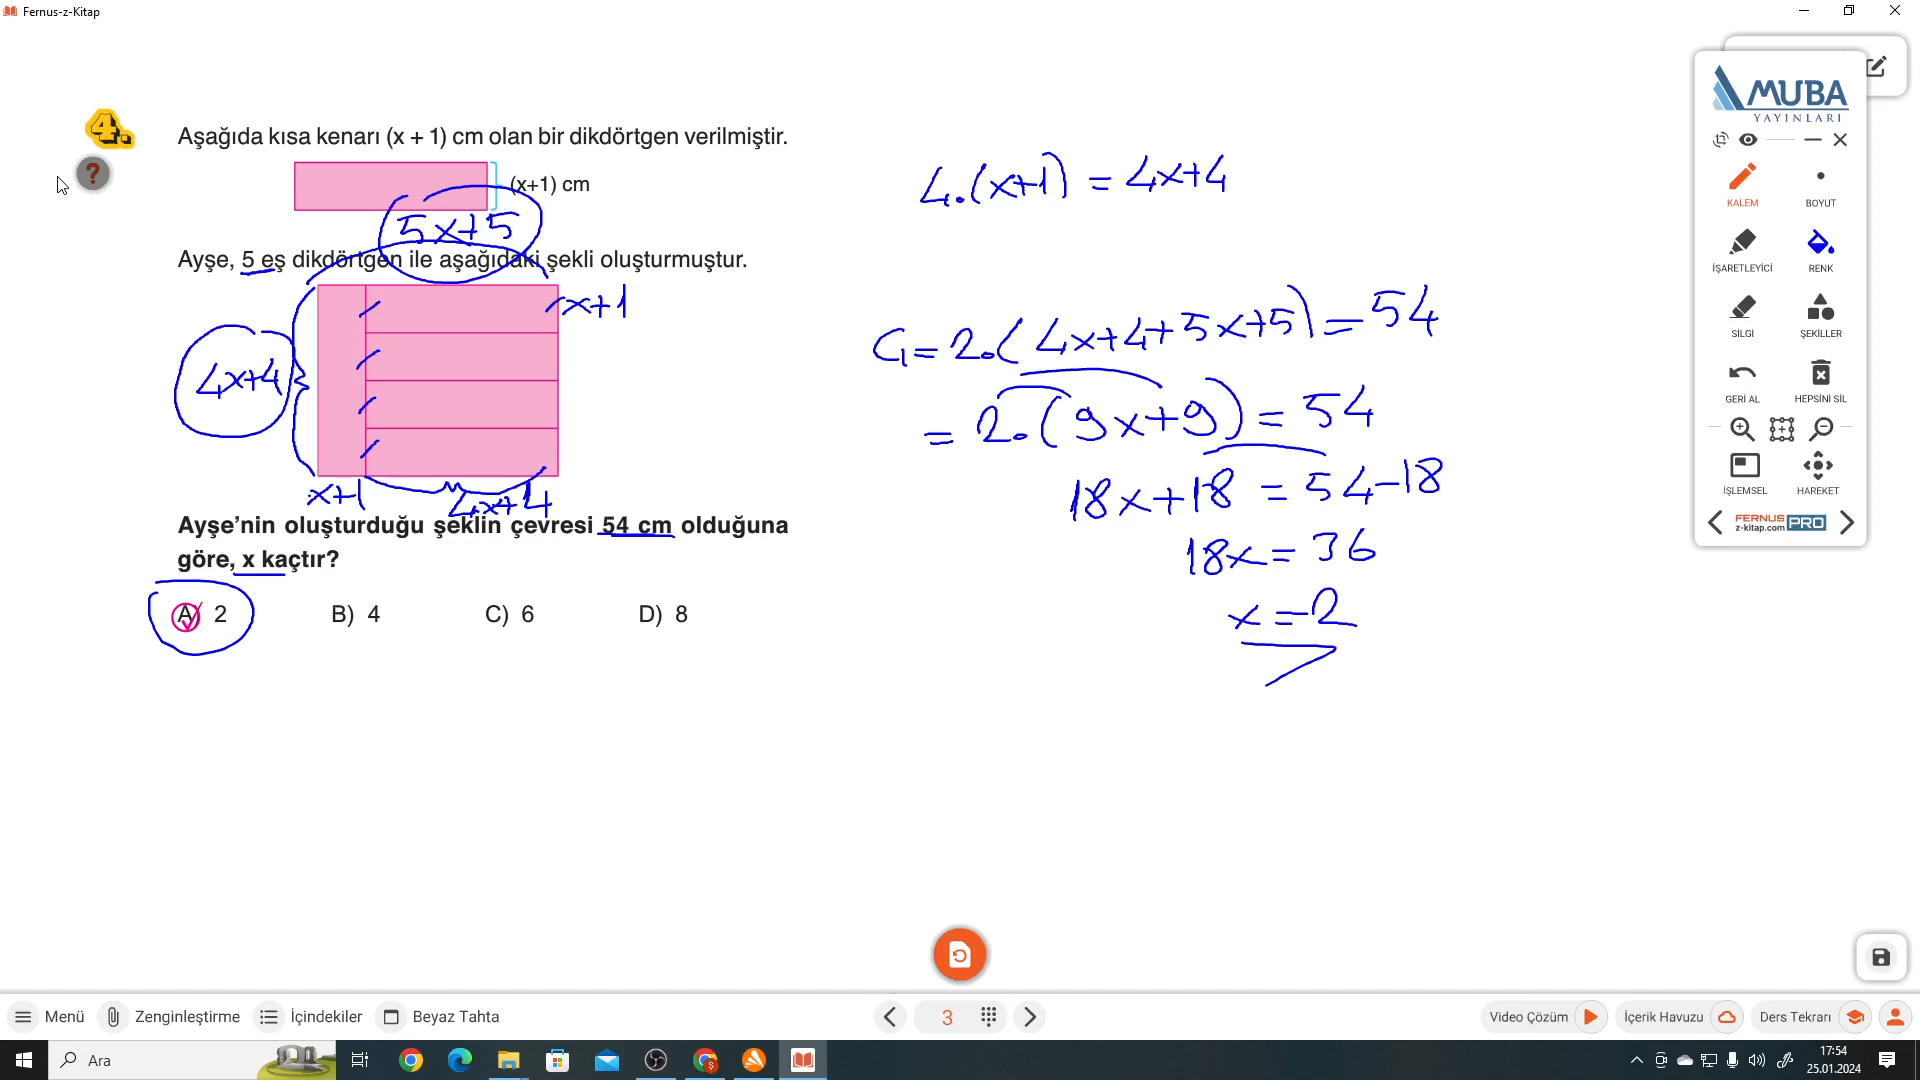 Fernus-z-Kitap
4.
Aşağıda kısa kenarı (x + 1) cm olan bir dikdörtgen verilmiştir.
?
(x+1) cm
5x+5
Ayşe, 5 eş dikdörtgen ile aşağıdaki şekli oluşturmuştur.
x+1
4x+4
x+1
4x+4
Ayşe'nin oluşturduğu şeklin çevresi 54 cm olduğuna
göre, x kaçtır?
A) 2 B) 4 C) 6 D) 8
4.(x+1) = 4x+4
Ç = 2.(4x+4+5x+5) = 54
= 2.(9x+9) = 54
18x+18 = 54-18
18x = 36
x = 2
MUBA
YAYINLARI
KALEM BOYUT
İŞARETLEYİCİ RENK
SİLGİ ŞEKİLLER
GERİ AL HEPSİNİ SİL
İŞLEMSEL HAREKET
FERNUS
z-kitap.com PRO
Menü Zenginleştirme İçindekiler Beyaz Tahta 3 Video Çözüm İçerik Havuzu Ders Tekrarı
Ara
17:54
25.01.2024